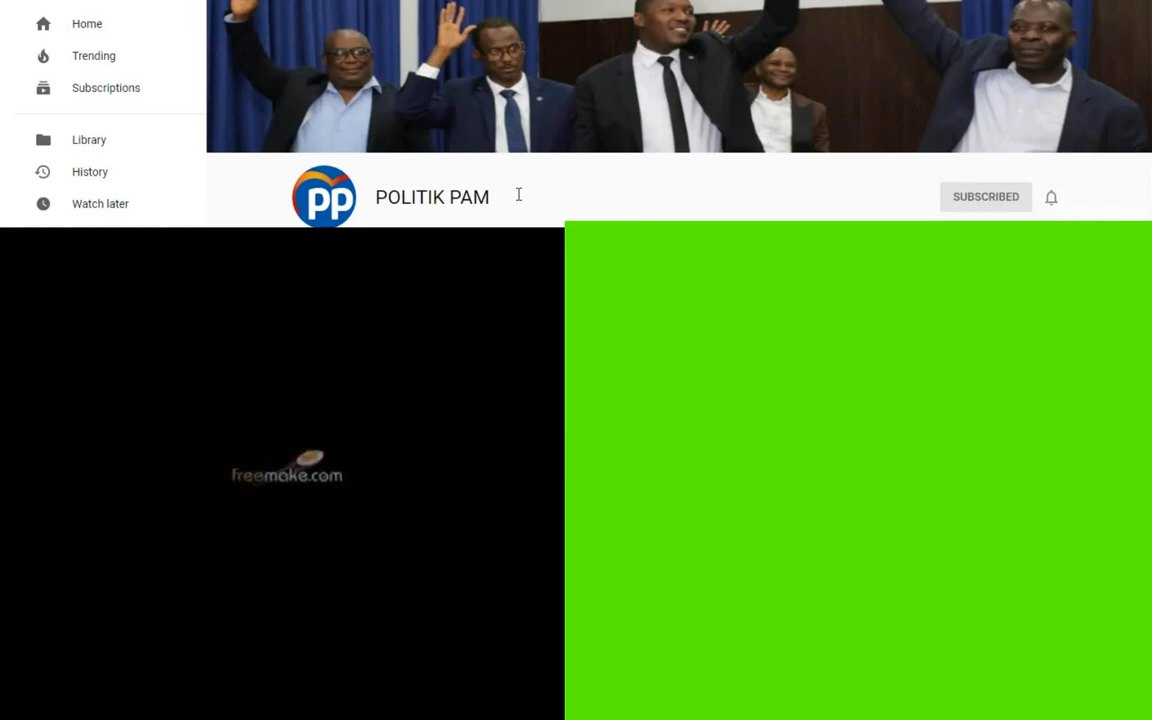 Home
Trending
Subscriptions
Library
History
Watch later
pp
POLITIK PAM
SUBSCRIBED
freemake.com